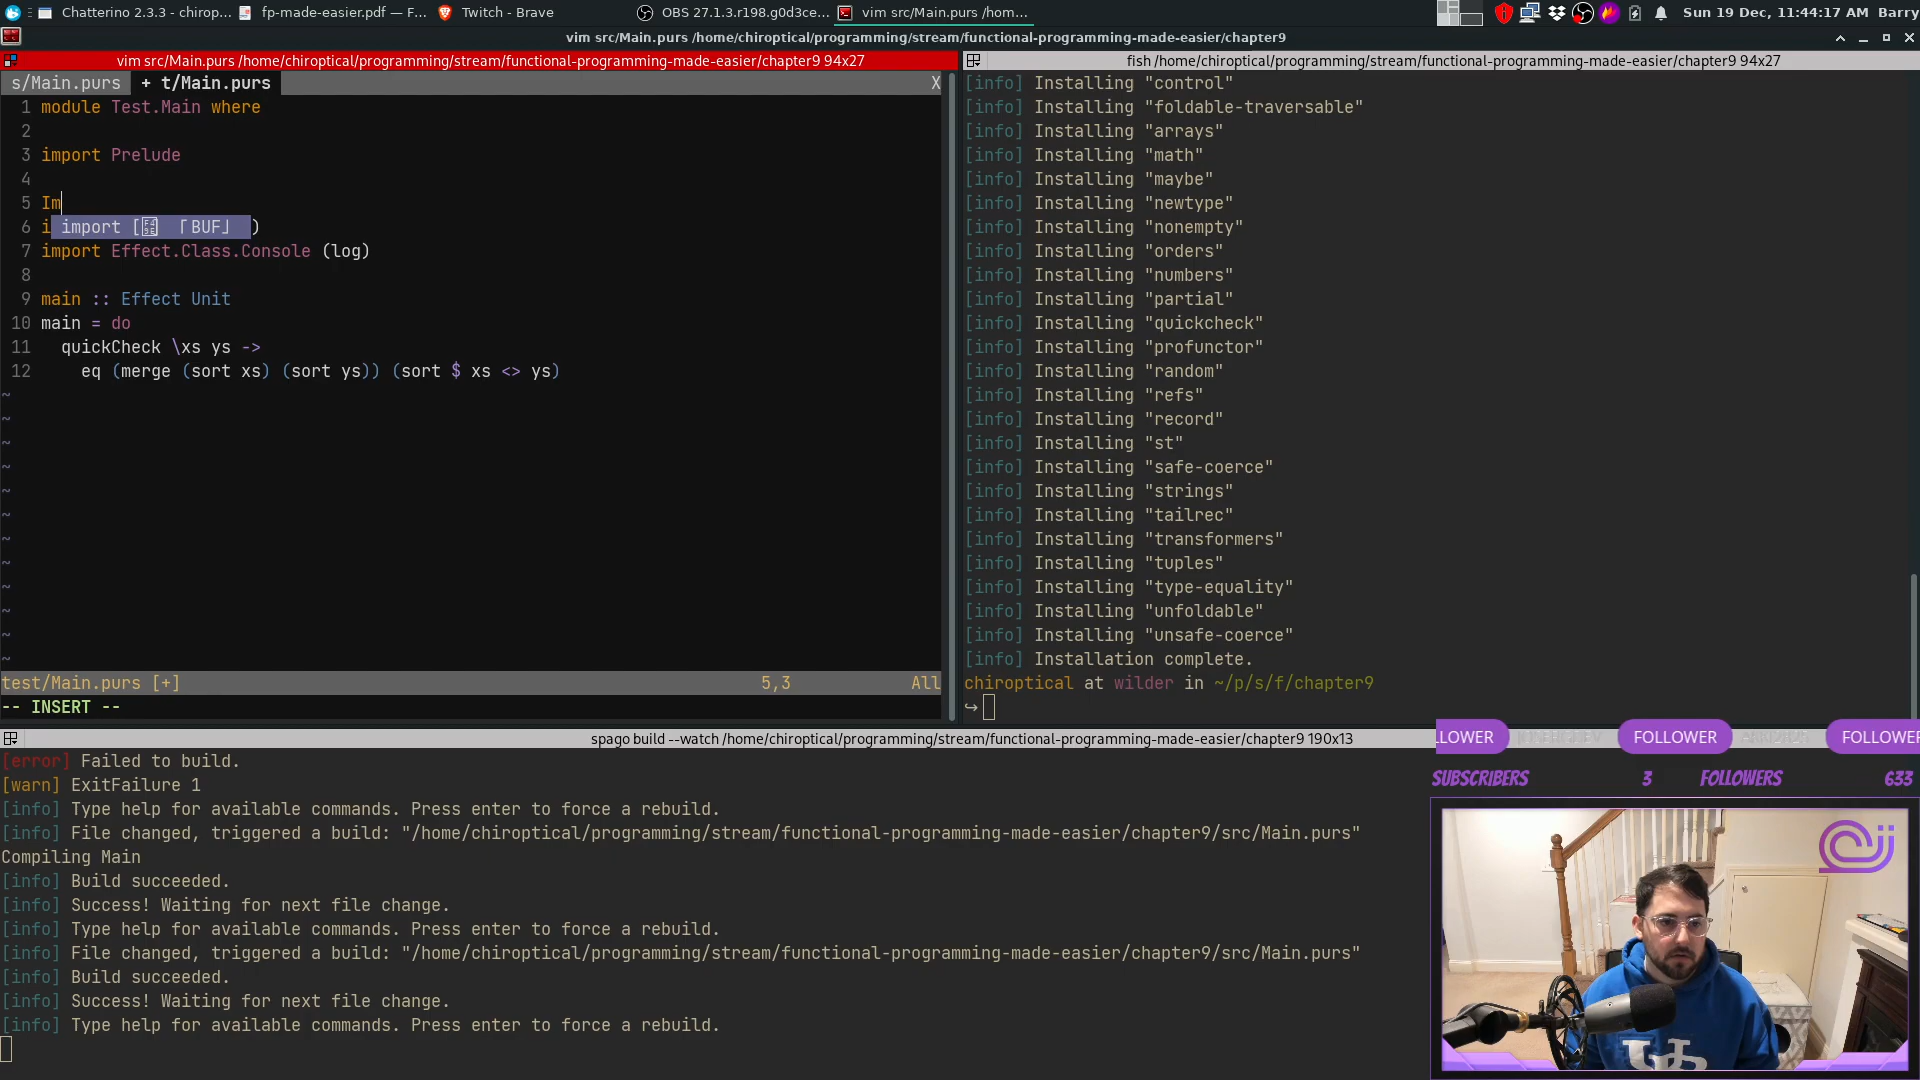 Chatterino 2.3.3 - chirop...
fp-made-easier.pdf — F...
Twitch - Brave
OBS 27.1.3.r198.g0d3ce...
vim src/Main.purs /hom...
Sun 19 Dec, 11:44:17 AM
Barry
vim src/Main.purs /home/chiroptical/programming/stream/functional-programming-made-easier/chapter9
vim src/Main.purs /home/chiroptical/programming/stream/functional-programming-made-easier/chapter9 94x27
s/Main.purs + t/Main.purs X
1 module Test.Main where
2
3 import Prelude
4
5 Im
6 i import [ 「BUF」 )
7 import Effect.Class.Console (log)
8
9 main :: Effect Unit
10 main = do
11 quickCheck \xs ys ->
12 eq (merge (sort xs) (sort ys)) (sort $ xs <> ys)
~
~
~
~
~
~
~
~
~
~
~
~
test/Main.purs [+] 5,3 All
-- INSERT --
fish /home/chiroptical/programming/stream/functional-programming-made-easier/chapter9 94x27
[info] Installing "control"
[info] Installing "foldable-traversable"
[info] Installing "arrays"
[info] Installing "math"
[info] Installing "maybe"
[info] Installing "newtype"
[info] Installing "nonempty"
[info] Installing "orders"
[info] Installing "numbers"
[info] Installing "partial"
[info] Installing "quickcheck"
[info] Installing "profunctor"
[info] Installing "random"
[info] Installing "refs"
[info] Installing "record"
[info] Installing "st"
[info] Installing "safe-coerce"
[info] Installing "strings"
[info] Installing "tailrec"
[info] Installing "transformers"
[info] Installing "tuples"
[info] Installing "type-equality"
[info] Installing "unfoldable"
[info] Installing "unsafe-coerce"
[info] Installation complete.
chiroptical at wilder in ~/p/s/f/chapter9
↪
spago build --watch /home/chiroptical/programming/stream/functional-programming-made-easier/chapter9 190x13
[error] Failed to build.
[warn] ExitFailure 1
[info] Type help for available commands. Press enter to force a rebuild.
[info] File changed, triggered a build: "/home/chiroptical/programming/stream/functional-programming-made-easier/chapter9/src/Main.purs"
Compiling Main
[info] Build succeeded.
[info] Success! Waiting for next file change.
[info] Type help for available commands. Press enter to force a rebuild.
[info] File changed, triggered a build: "/home/chiroptical/programming/stream/functional-programming-made-easier/chapter9/src/Main.purs"
[info] Build succeeded.
[info] Success! Waiting for next file change.
[info] Type help for available commands. Press enter to force a rebuild.
LLOWER FOLLOWER FOLLOWER
SUBSCRIBERS 3 FOLLOWERS 633